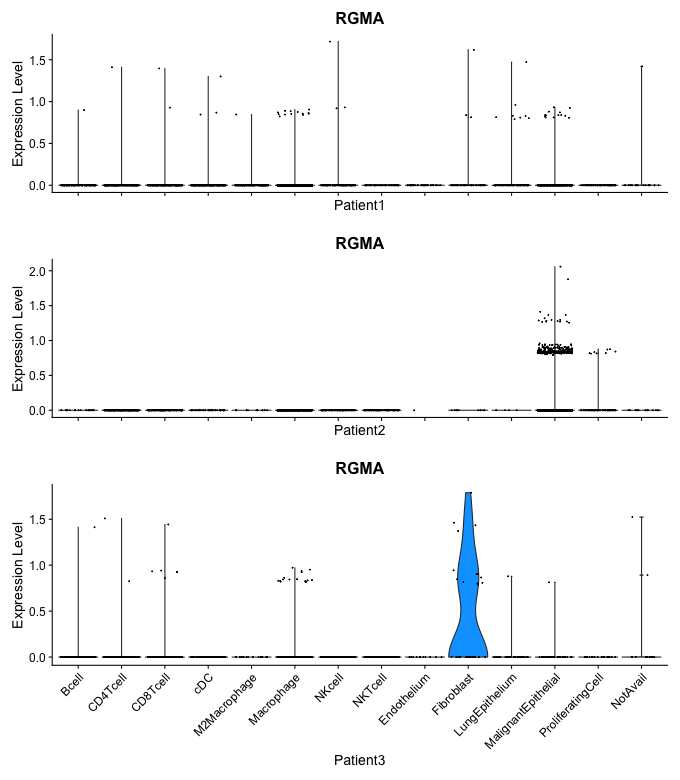 RGMA
Expression Level
1.5
1.0
0.5
0.0
Patient1
RGMA
Expression Level
2.0
1.5
1.0
0.5
0.0
Patient2
RGMA
Expression Level
1.5
1.0
0.5
0.0
Bcell
CD4Tcell
CD8Tcell
cDC
M2Macrophage
Macrophage
NKcell
NKTcell
Endothelium
Fibroblast
LungEpithelium
MalignantEpithelial
ProliferatingCell
NotAvail
Patient3